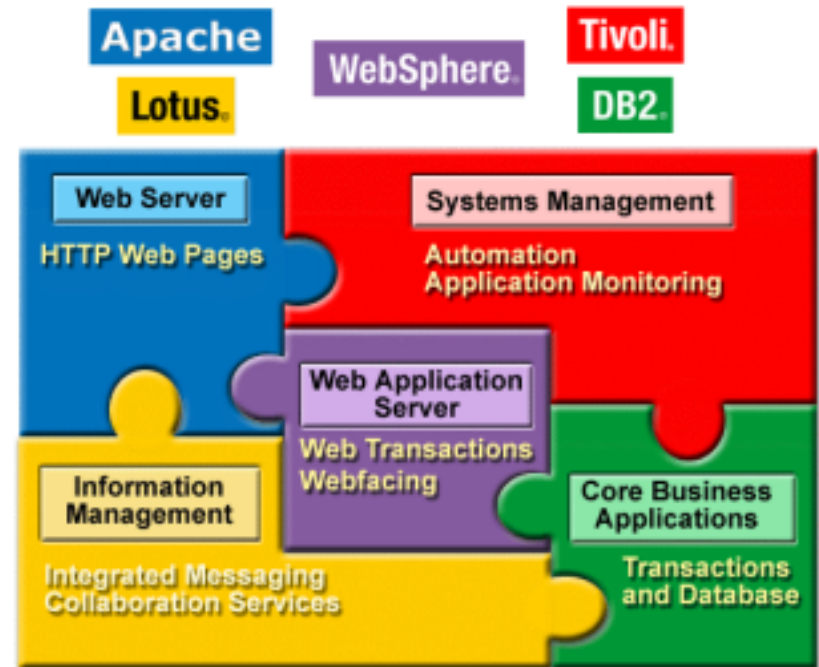 Apache
WebSphere®
Tivoli.
Lotus®
DB2®
Web Server
HTTP Web Pages
Systems Management
Automation
Application Monitoring
Web Application
Server
Web Transactions
Webfacing
Information
Management
Integrated Messaging
Collaboration Services
Core Business
Applications
Transactions
and Database